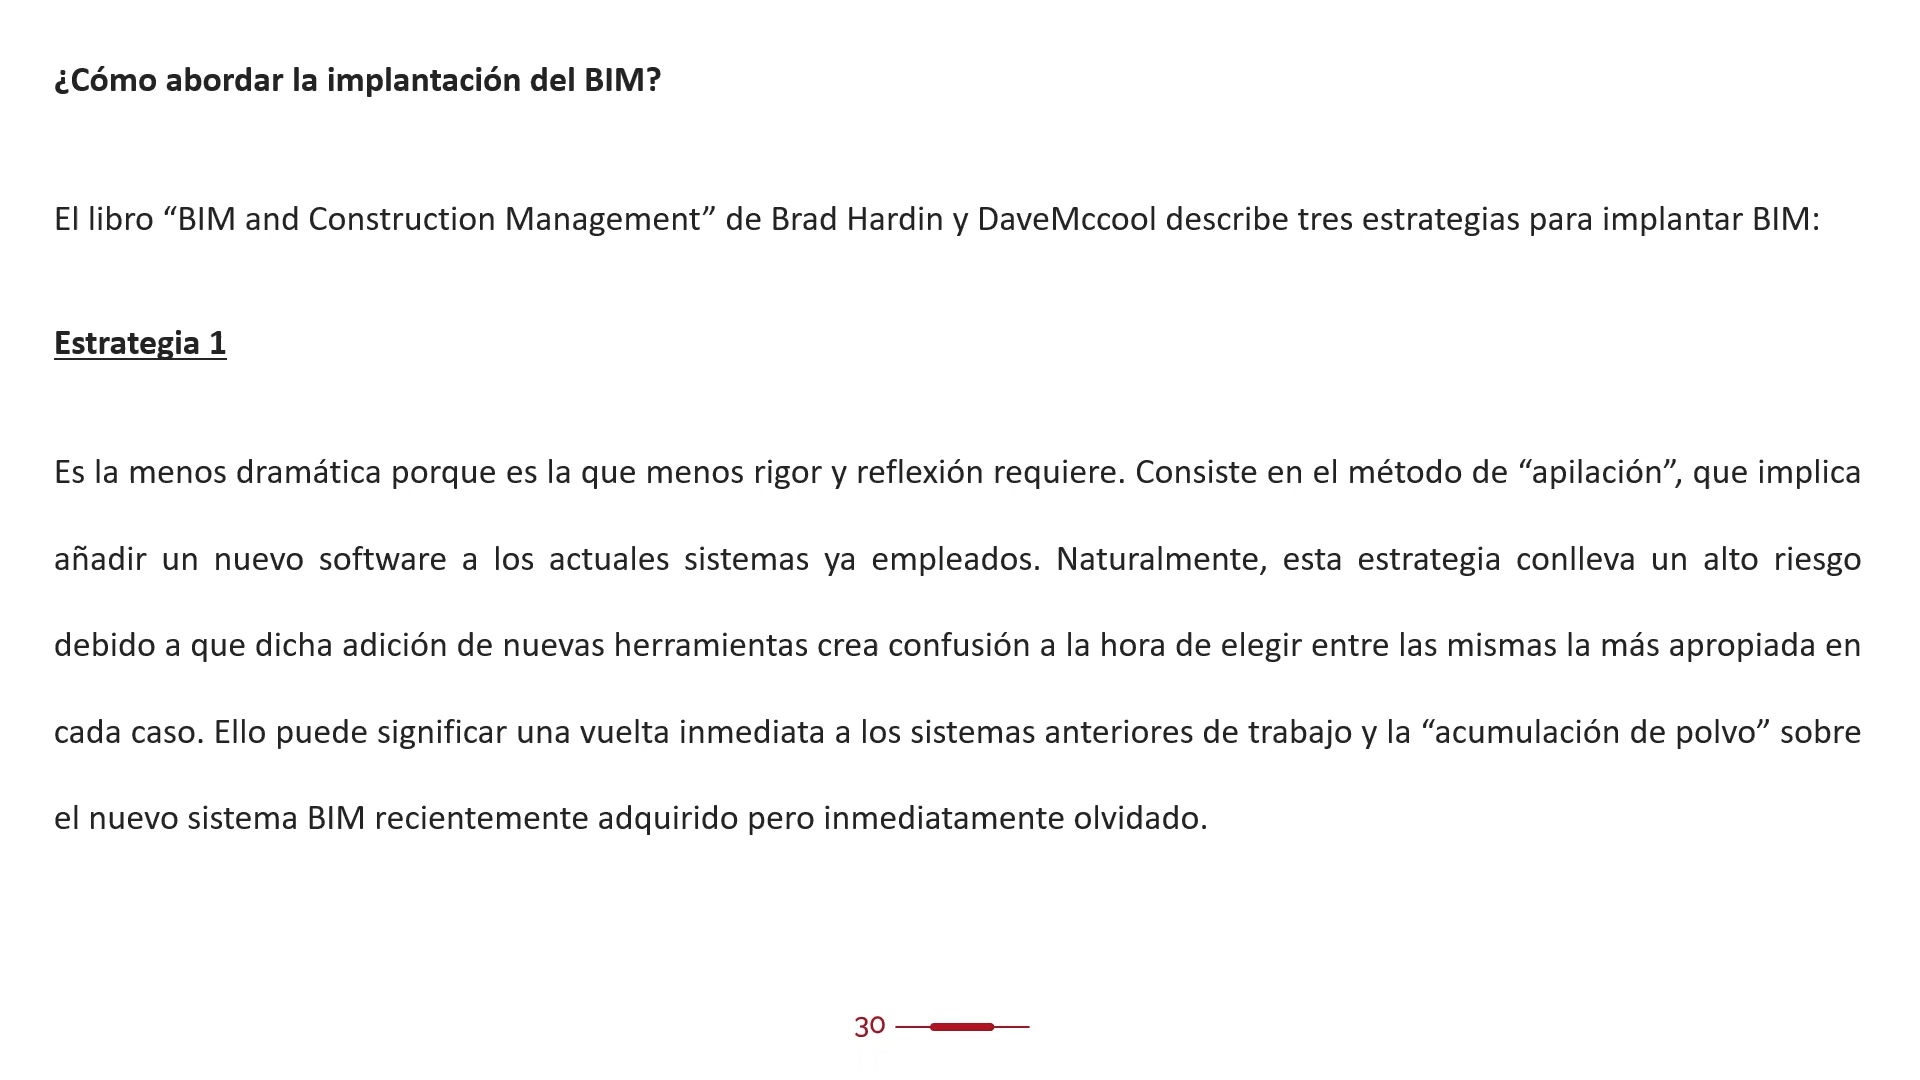 ¿Cómo abordar la implantación del BIM?
El libro “BIM and Construction Management” de Brad Hardin y DaveMccool describe tres estrategias para implantar BIM:
Estrategia 1
Es la menos dramática porque es la que menos rigor y reflexión requiere. Consiste en el método de “apilación”, que implica
añadir un nuevo software a los actuales sistemas ya empleados. Naturalmente, esta estrategia conlleva un alto riesgo
debido a que dicha adición de nuevas herramientas crea confusión a la hora de elegir entre las mismas la más apropiada en
cada caso. Ello puede significar una vuelta inmediata a los sistemas anteriores de trabajo y la “acumulación de polvo” sobre
el nuevo sistema BIM recientemente adquirido pero inmediatamente olvidado.
30